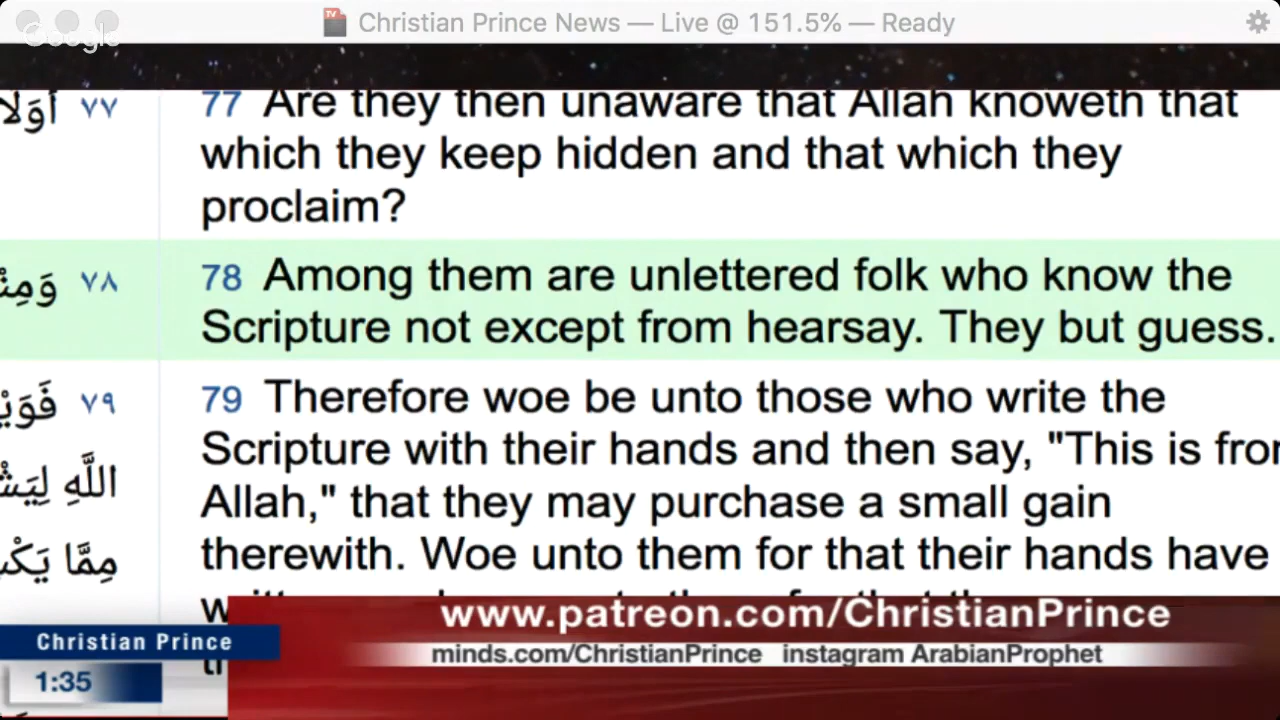 Christian Prince News — Live @ 151.5% — Ready
Google
٧٧
77 Are they then unaware that Allah knoweth that
which they keep hidden and that which they
proclaim?
٧٨
78 Among them are unlettered folk who know the
Scripture not except from hearsay. They but guess.
٧٩
79 Therefore woe be unto those who write the
Scripture with their hands and then say, "This is
اللَّهِ
Allah," that they may purchase a small gain
مِمَّا
therewith. Woe unto them for that their hands have
www.patreon.com/ChristianPrince
Christian Prince
minds.com/ChristianPrince instagram ArabianProphet
1:35